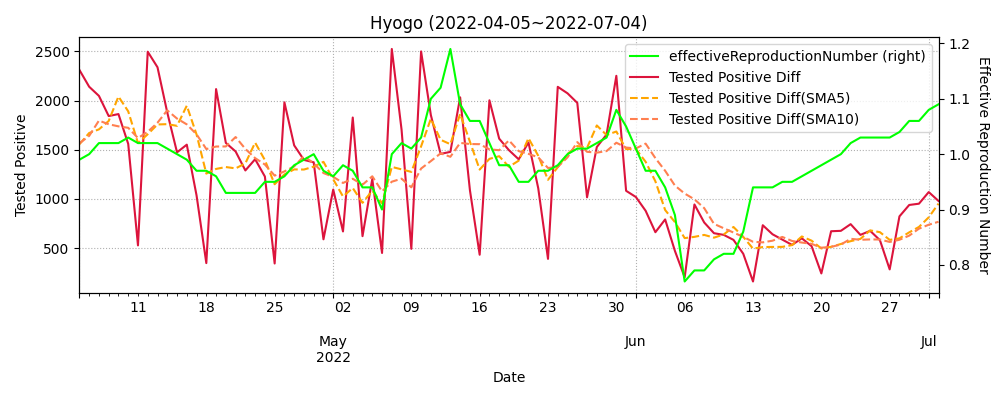 Hyogo (2022-04-05~2022-07-04)
effectiveReproductionNumber (right)
Tested Positive Diff
Tested Positive Diff(SMA5)
Tested Positive Diff(SMA10)
Tested Positive
2500
2000
1500
1000
500
1.2
1.1
1.0
0.9
0.8
Effective Reproduction Number
11 18 25 02 09 16 23 30 06 13 20 27
May Jun Jul
2022
Date